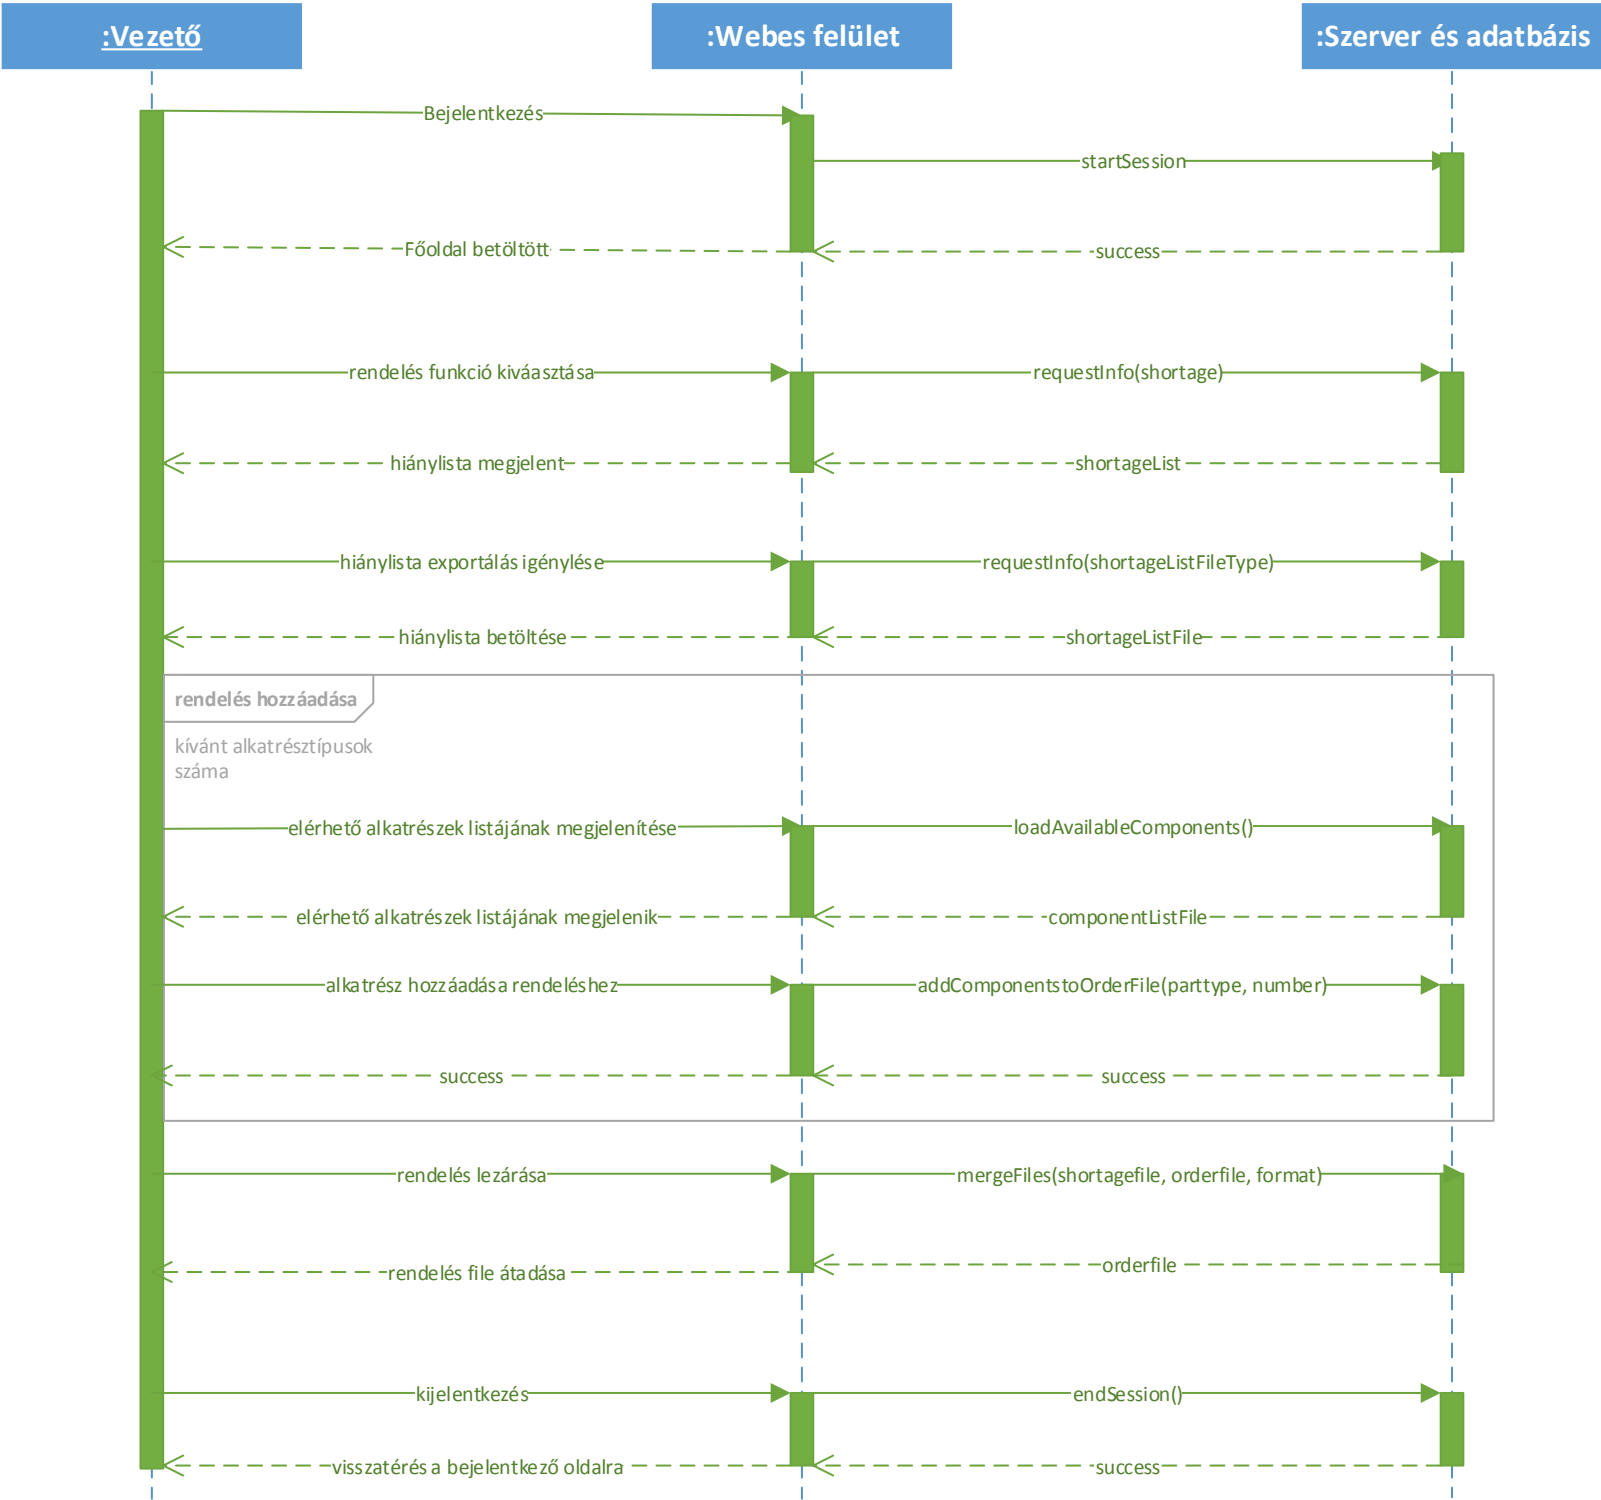 :Vezető
:Webes felület
:Szerver és adatbázis
Bejelentkezés
startSession
Főoldal betöltött
success
rendelés funkció kiváasztása
requestInfo(shortage)
hiánylista megjelent
shortageList
hiánylista exportálás igénylése
requestInfo(shortageListFileType)
hiánylista betöltése
shortageListFile
rendelés hozzáadása
kívánt alkatrésztípusok
száma
elérhető alkatrészek listájának megjelenítése
loadAvailableComponents()
elérhető alkatrészek listájának megjelenik
componentListFile
alkatrész hozzáadása rendeléshez
addComponentstoOrderFile(parttype, number)
success
success
rendelés lezárása
mergeFiles(shortagefile, orderfile, format)
rendelés file átadása
orderfile
kijelentkezés
endSession()
visszatérés a bejelentkező oldalra
success